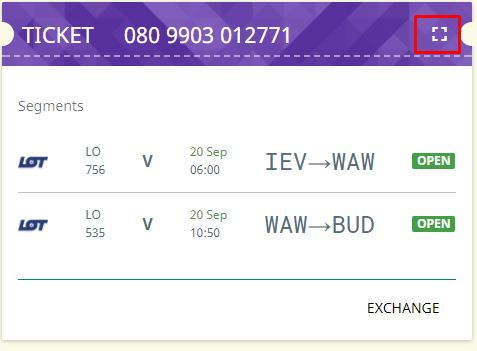 TICKET 080 9903 012771
Segments
LOT LO 756 V 20 Sep 06:00 IEV→WAW OPEN
LOT LO 535 V 20 Sep 10:50 WAW→BUD OPEN
EXCHANGE